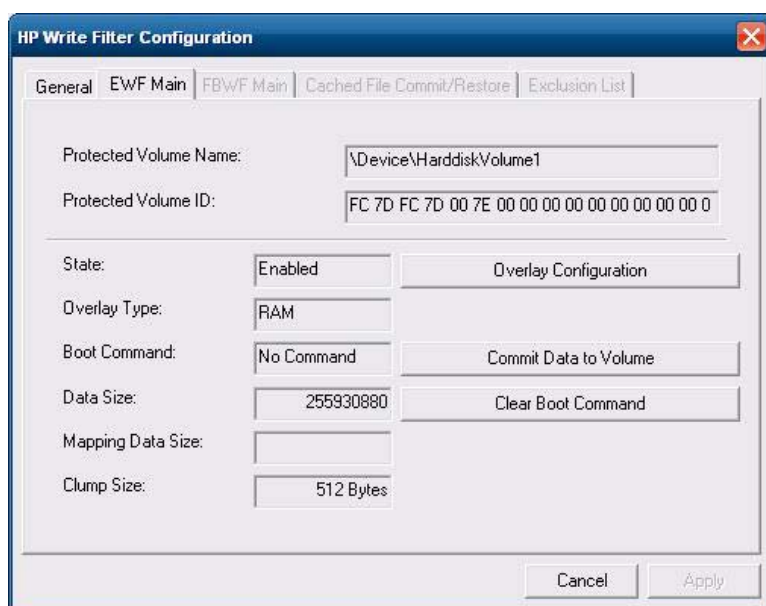 HP Write Filter Configuration
General EWF Main FBWF Main Cached File Commit/Restore Exclusion List
Protected Volume Name: \Device\HarddiskVolume1
Protected Volume ID: FC 7D FC 7D 00 7E 00 00 00 00 00 00 00 00 00 0
State: Enabled Overlay Configuration
Overlay Type: RAM
Boot Command: No Command Commit Data to Volume
Data Size: 255930880 Clear Boot Command
Mapping Data Size:
Clump Size: 512 Bytes
Cancel Apply